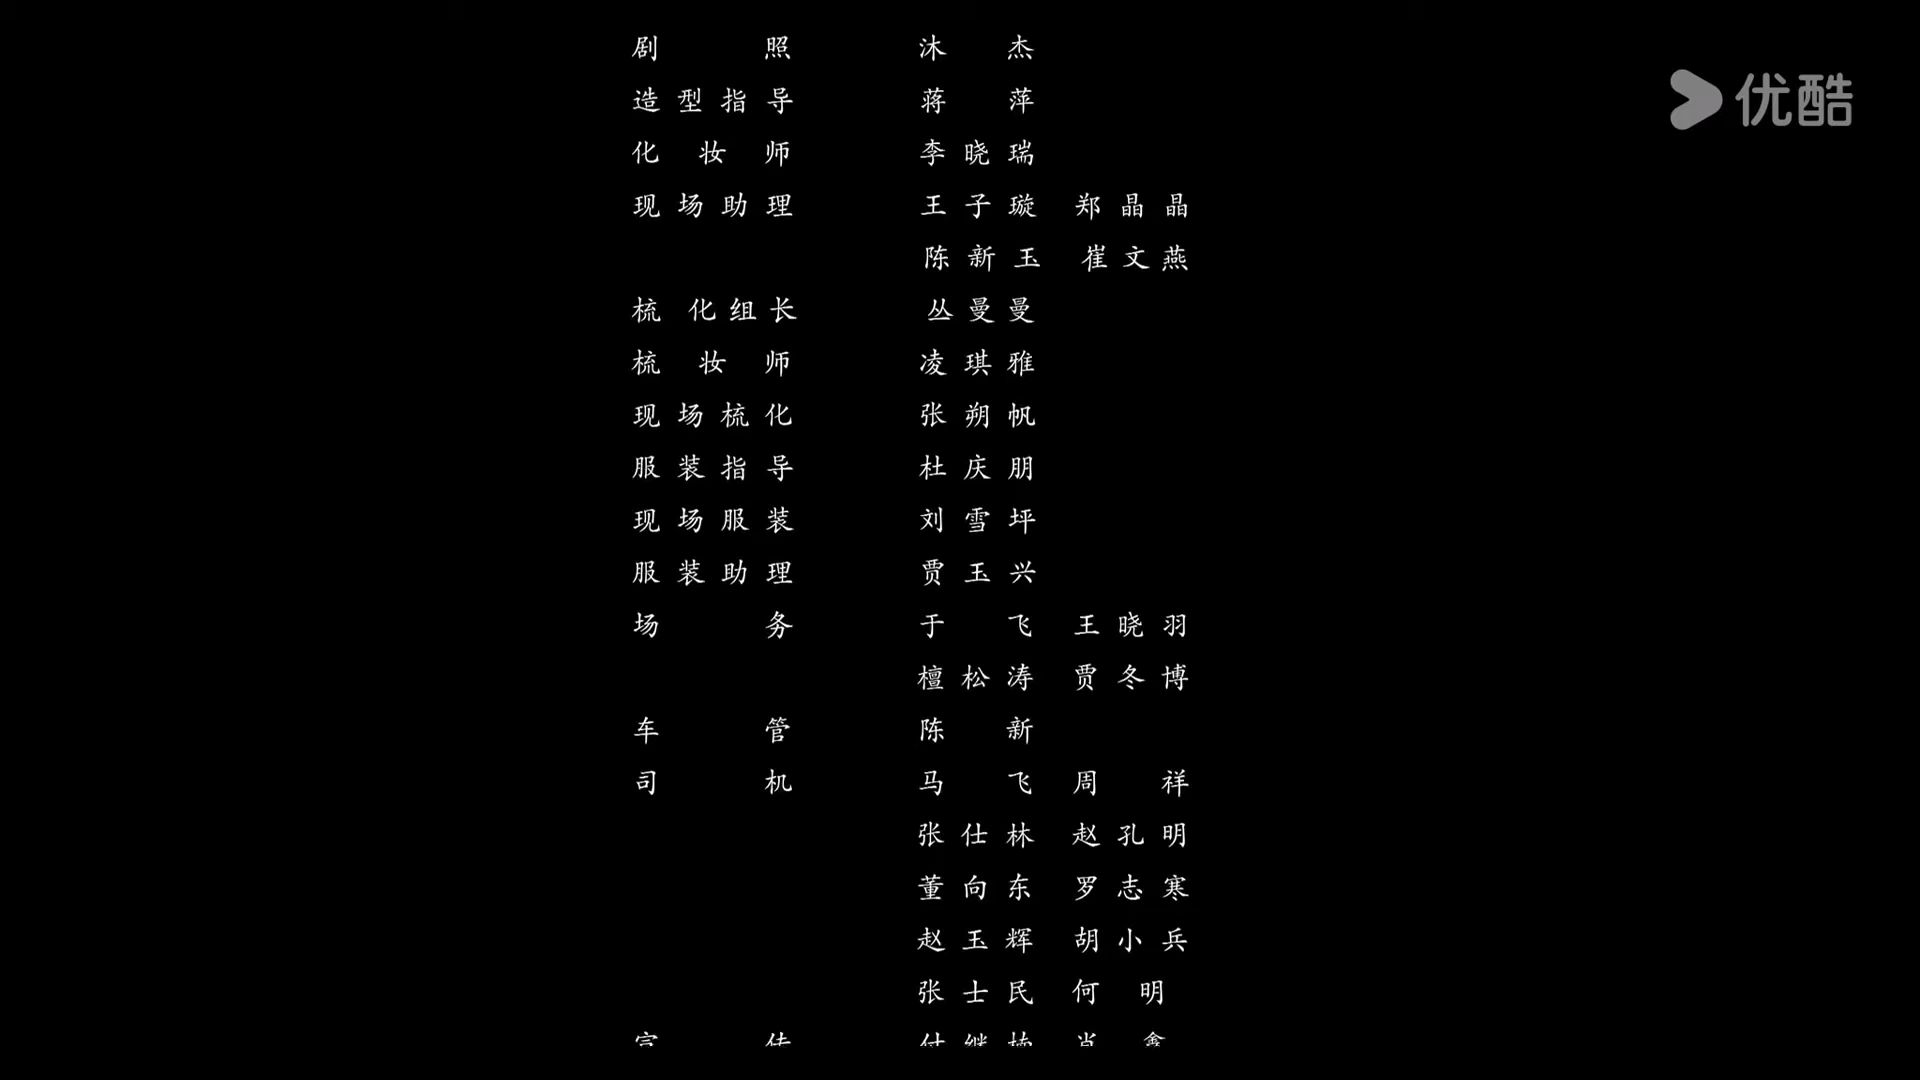 剧照 沐杰
优酷
造型指导 蒋萍
化妆师 李晓瑞
现场助理 王子璇 郑晶晶
陈新玉 崔文燕
梳化组长 丛曼曼
梳妆师 凌琪雅
现场梳化 张朔帆
服装指导 杜庆朋
现场服装 刘雪坪
服装助理 贾玉兴
场务 于飞 王晓羽
檀松涛 贾冬博
车管 陈新
司机 马飞 周祥
张仕林 赵孔明
董向东 罗志寒
赵玉辉 胡小兵
张士民 何明
宣传 付继 肖鑫